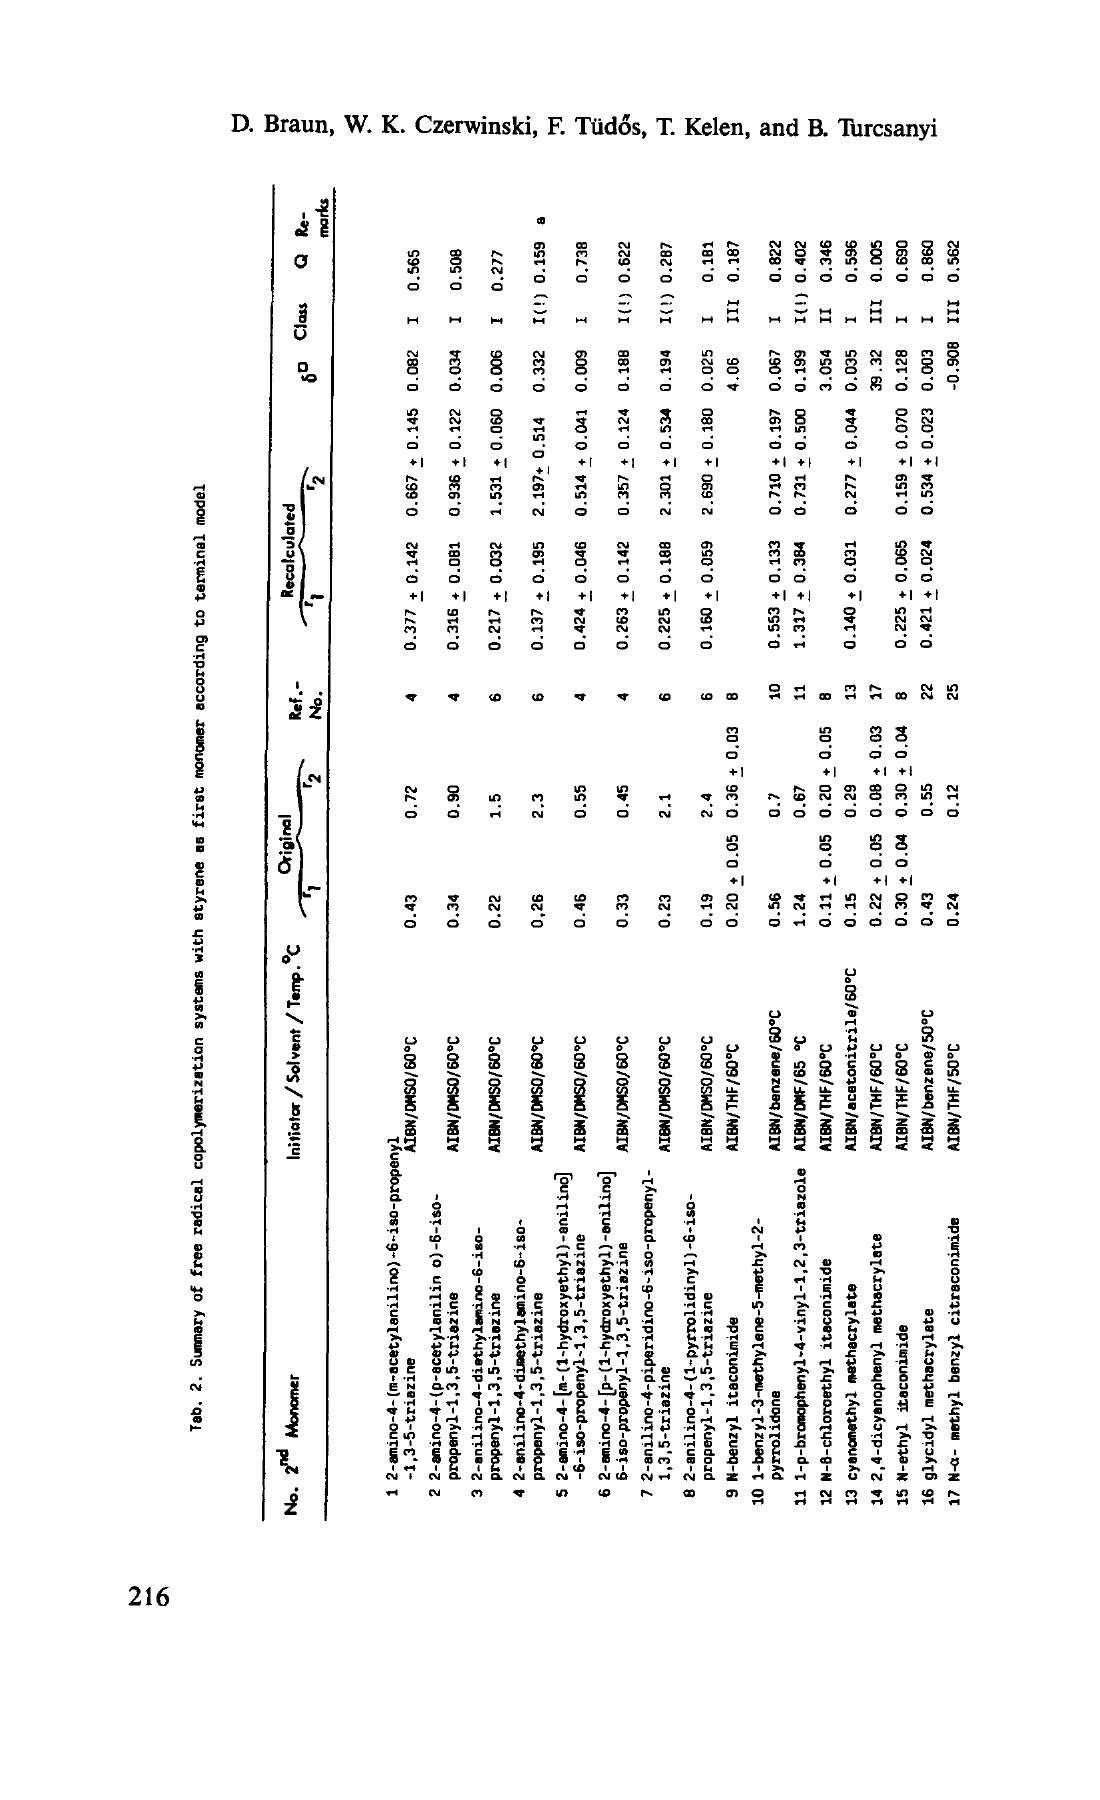 D. Braun, W. K. Czerwinski, F. Tüdős, T. Kelen, and B. Turcsanyi
Tab. 2. Summary of free radical copolymerization systems with styrene as first monomer according to terminal model
No. 2nd Monomer Initiator / Solvent / Temp. °C Original Ref.- Recalculated δ□ Class Q Re-
r1 r2 No. r1 r2 marks
1 2-amino-4-(m-acetylanilino)-6-iso-propenyl
-1,3-5-triazine AIBN/DMSO/60°C 0.43 0.72 4 0.377 ± 0.142 0.667 ± 0.145 0.082 I 0.565
2 2-amino-4-(p-acetylanilin o)-6-iso-
propenyl-1,3,5-triazine AIBN/DMSO/60°C 0.34 0.90 4 0.316 ± 0.081 0.936 ± 0.122 0.034 I 0.508
3 2-anilino-4-diethylamino-6-iso-
propenyl-1,3,5-triazine AIBN/DMSO/60°C 0.22 1.5 6 0.217 ± 0.032 1.531 ± 0.060 0.006 I 0.277
4 2-anilino-4-dimethylamino-6-iso-
propenyl-1,3,5-triazine AIBN/DMSO/60°C 0,26 2.3 6 0.137 ± 0.195 2.197± 0.514 0.332 I(!) 0.159 a
5 2-amino-4-[m-(1-hydroxyethyl)-anilino]
-6-iso-propenyl-1,3,5-triazine AIBN/DMSO/60°C 0.46 0.55 4 0.424 ± 0.046 0.514 ± 0.041 0.009 I 0.738
6 2-amino-4-[p-(1-hydroxyethyl)-anilino]
6-iso-propenyl-1,3,5-triazine AIBN/DMSO/60°C 0.33 0.45 4 0.263 ± 0.142 0.357 ± 0.124 0.188 I(!) 0.622
7 2-anilino-4-piperidino-6-iso-propenyl-
1,3,5-triazine AIBN/DMSO/60°C 0.23 2.1 6 0.225 ± 0.188 2.301 ± 0.534 0.194 I(!) 0.287
8 2-anilino-4-(1-pyrrolidinyl)-6-iso-
propenyl-1,3,5-triazine AIBN/DMSO/60°C 0.19 2.4 6 0.160 ± 0.059 2.690 ± 0.180 0.025 I 0.181
9 N-benzyl itaconimide AIBN/THF/60°C 0.20 ± 0.05 0.36 ± 0.03 8 4.06 III 0.187
10 1-benzyl-3-methylene-5-methyl-2-
pyrrolidone AIBN/benzene/60°C 0.56 0.7 10 0.553 ± 0.133 0.710 ± 0.197 0.067 I 0.822
11 1-p-bromophenyl-4-vinyl-1,2,3-triazole AIBN/DMF/65 °C 1.24 0.67 11 1.317 ± 0.384 0.731 ± 0.500 0.199 I(!) 0.402
12 N-β-chloroethyl itaconimide AIBN/THF/60°C 0.11 ± 0.05 0.20 ± 0.05 8 3.054 II 0.346
13 cyanomethyl methacrylate AIBN/acetonitrile/60°C 0.15 0.29 13 0.140 ± 0.031 0.277 ± 0.044 0.035 I 0.596
14 2,4-dicyanophenyl methacrylate AIBN/THF/60°C 0.22 ± 0.05 0.08 ± 0.03 17 39.32 III 0.005
15 N-ethyl itaconimide AIBN/THF/60°C 0.30 ± 0.04 0.30 ± 0.04 8 0.225 ± 0.065 0.159 ± 0.070 0.128 I 0.690
16 glycidyl methacrylate AIBN/benzene/50°C 0.43 0.55 22 0.421 ± 0.024 0.534 ± 0.023 0.003 I 0.860
17 N-α- methyl benzyl citraconimide AIBN/THF/50°C 0.24 0.12 25 -0.908 III 0.562
216